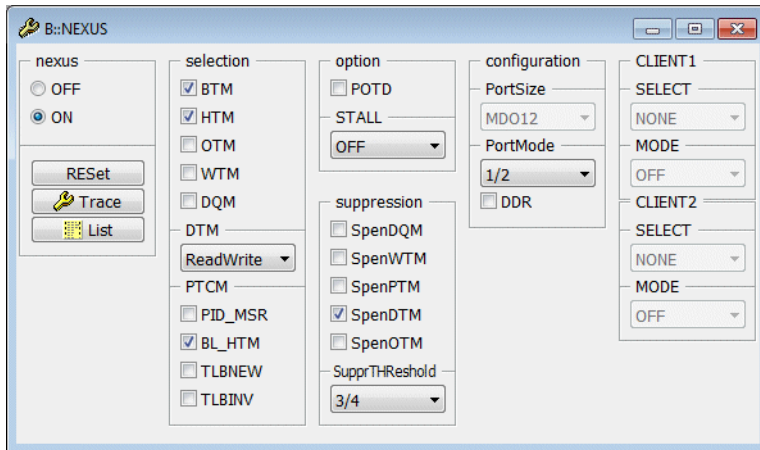 B::NEXUS
nexus
OFF
ON
RESet
Trace
List
selection
BTM
HTM
OTM
WTM
DQM
DTM
ReadWrite
PTCM
PID_MSR
BL_HTM
TLBNEW
TLBINV
option
POTD
STALL
OFF
suppression
SpenDQM
SpenWTM
SpenPTM
SpenDTM
SpenOTM
SupprTHReshold
3/4
configuration
PortSize
MDO12
PortMode
1/2
DDR
CLIENT1
SELECT
NONE
MODE
OFF
CLIENT2
SELECT
NONE
MODE
OFF